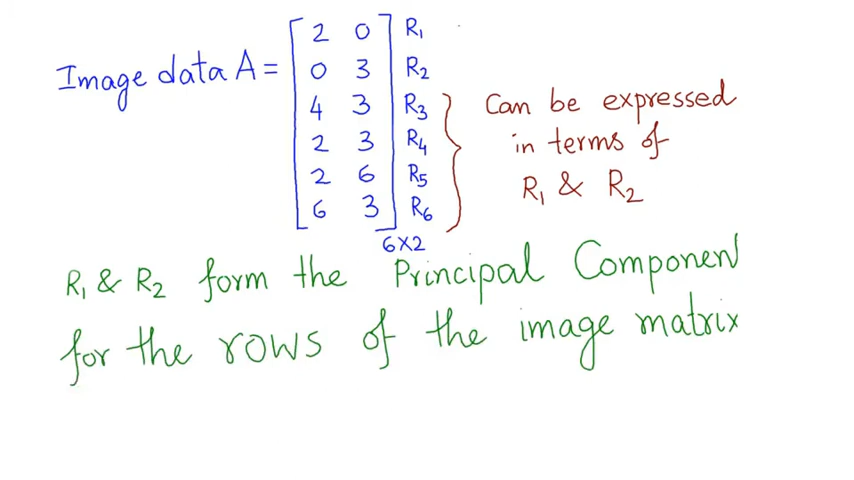 Image data A = [ 2 0 ] R1
[ 0 3 ] R2
[ 4 3 ] R3
[ 2 3 ] R4
[ 2 6 ] R5
[ 6 3 ] R6
6X2
} Can be expressed
in terms of
R1 & R2
R1 & R2 form the Principal Component
for the rows of the image matrix